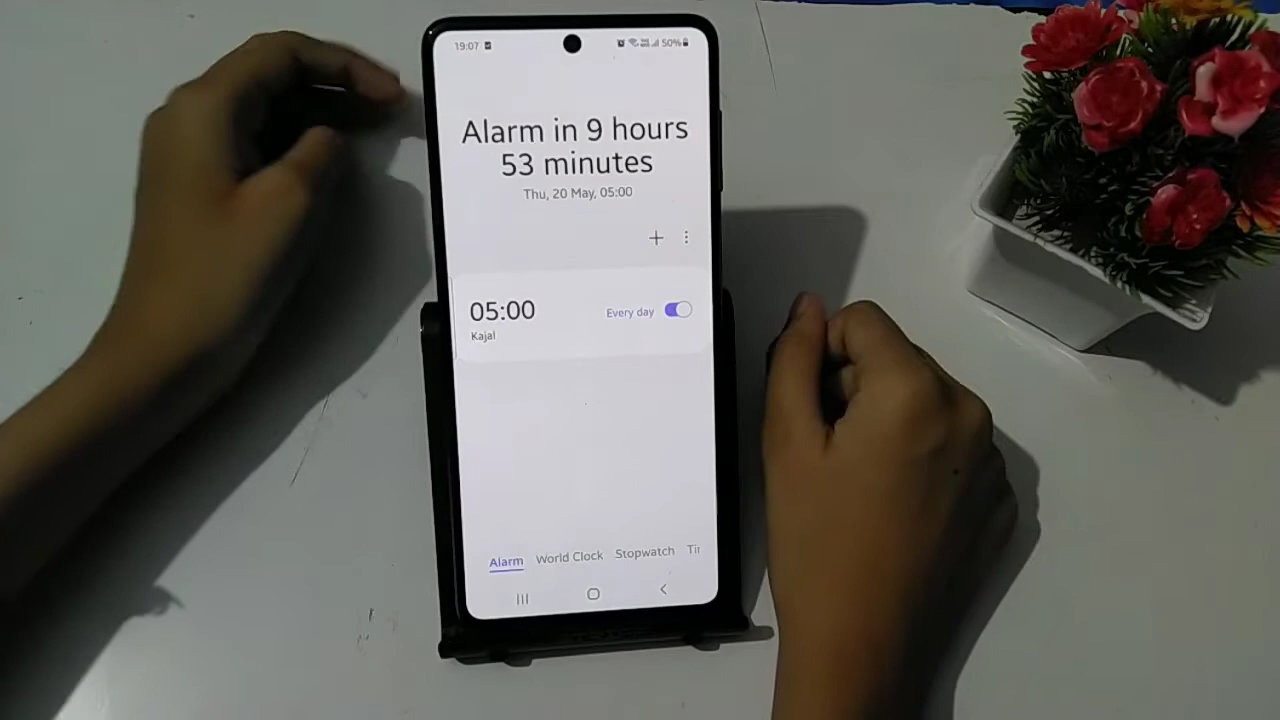 19:07 50%
Alarm in 9 hours
53 minutes
Thu, 20 May, 05:00
05:00 Every day
Kajal
Alarm World Clock Stopwatch Tir